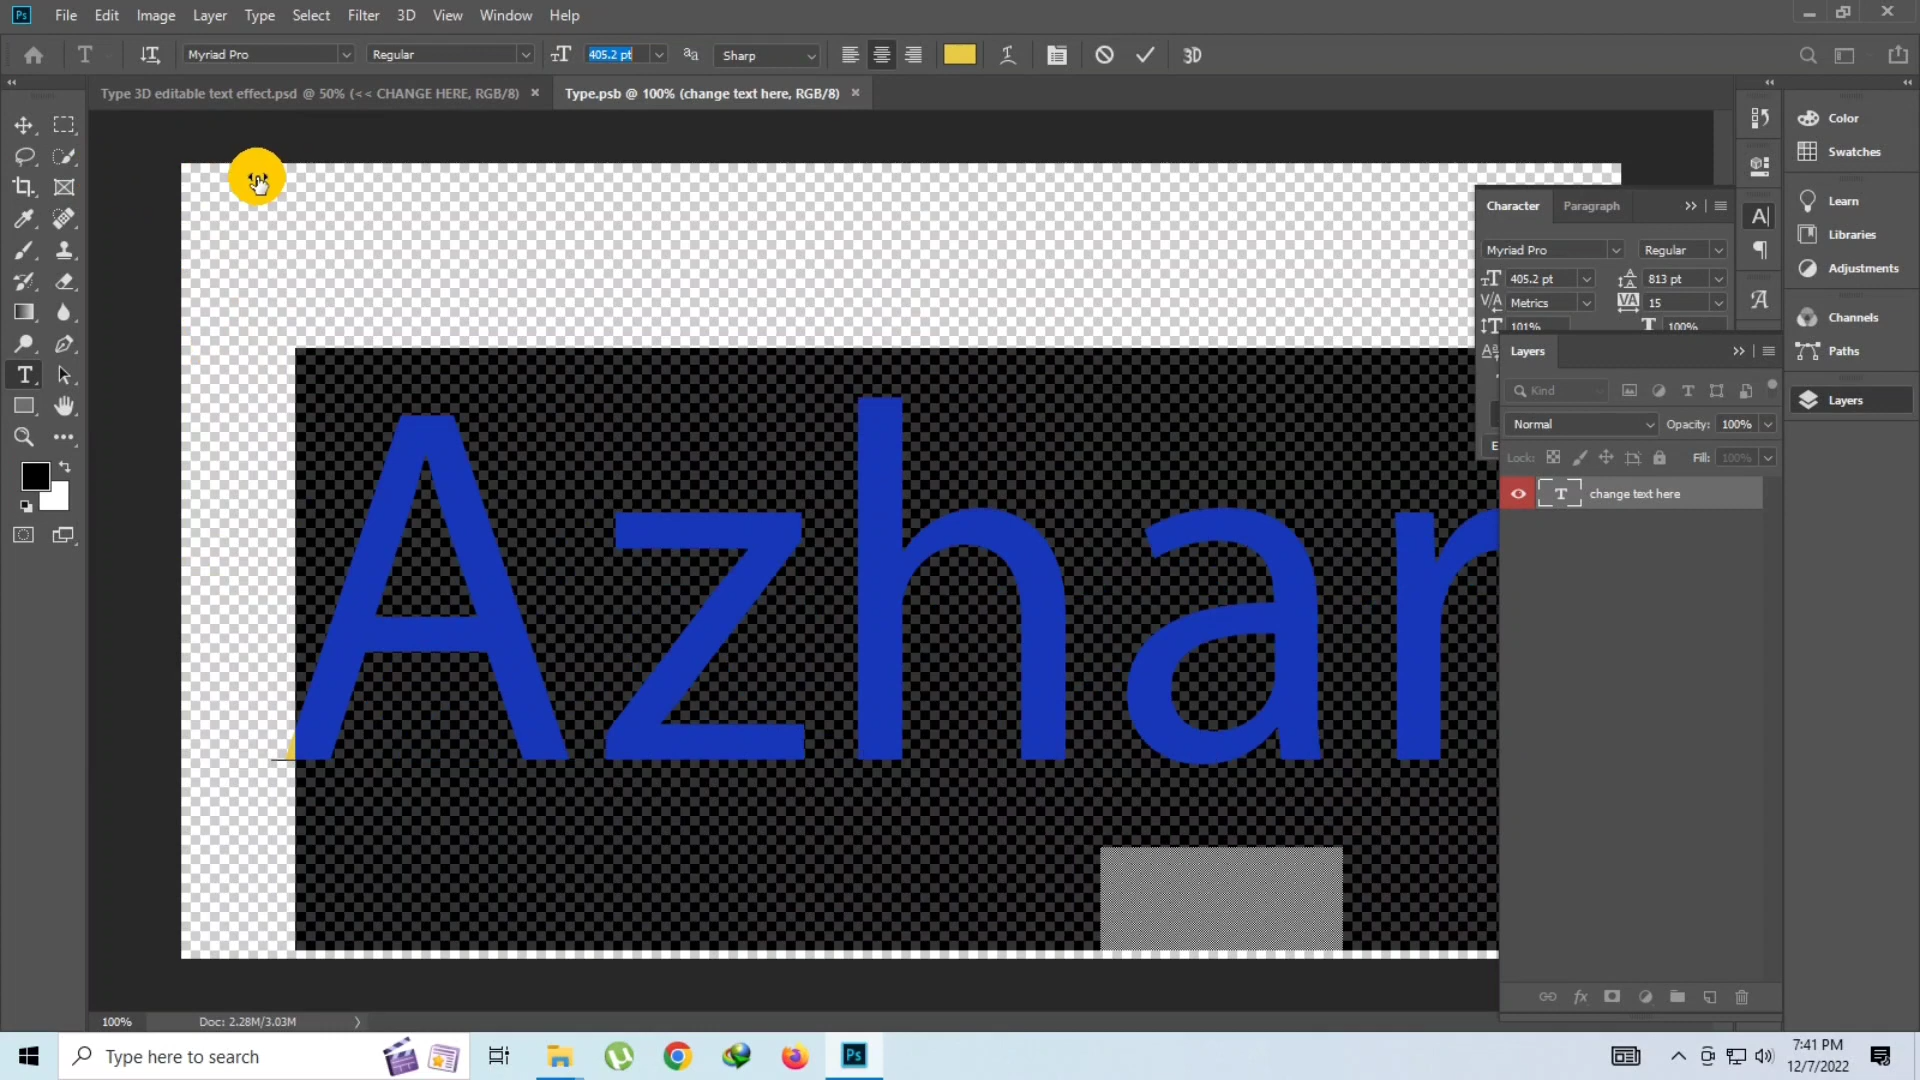 Ps File Edit Image Layer Type Select Filter 3D View Window Help
T Myriad Pro Regular 405.2 pt Sharp 3D
Type 3D editable text effect.psd @ 50% (<< CHANGE HERE, RGB/8) × Type.psb @ 100% (change text here, RGB/8) ×
Color
Swatches
Learn
Libraries
Adjustments
Channels
Paths
Layers
Character Paragraph
Myriad Pro Regular
405.2 pt 813 pt
Metrics 15
101% 100%
Layers
Kind
Normal Opacity: 100%
Lock: Fill: 100%
T change text here
Azhar
100% Doc: 2.28M/3.03M
Type here to search
Ps
7:41 PM
12/7/2022